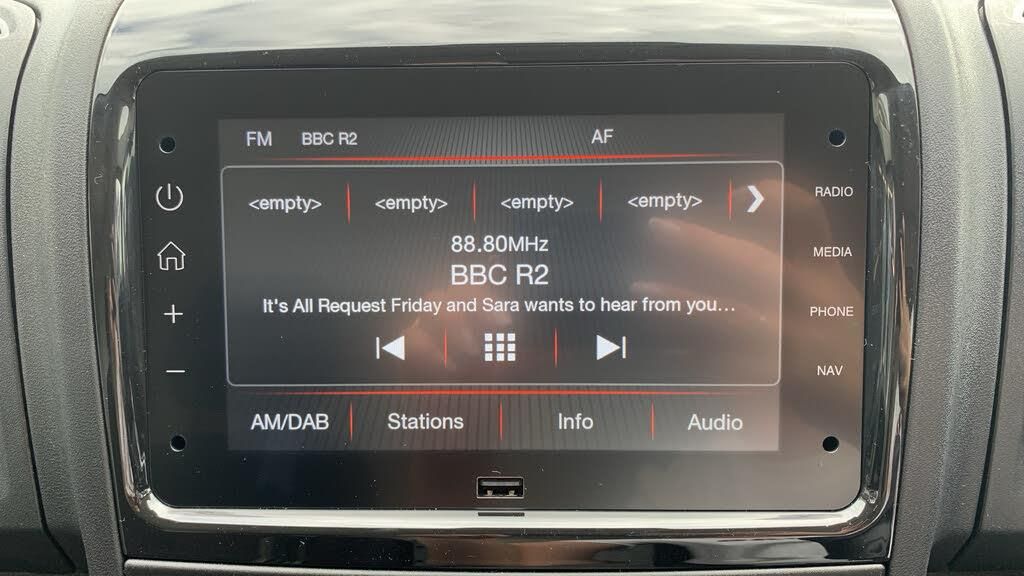 FM BBC R2 AF
<empty> <empty> <empty> <empty>
88.80MHz
BBC R2
It's All Request Friday and Sara wants to hear from you...
AM/DAB Stations Info Audio
RADIO
MEDIA
PHONE
NAV